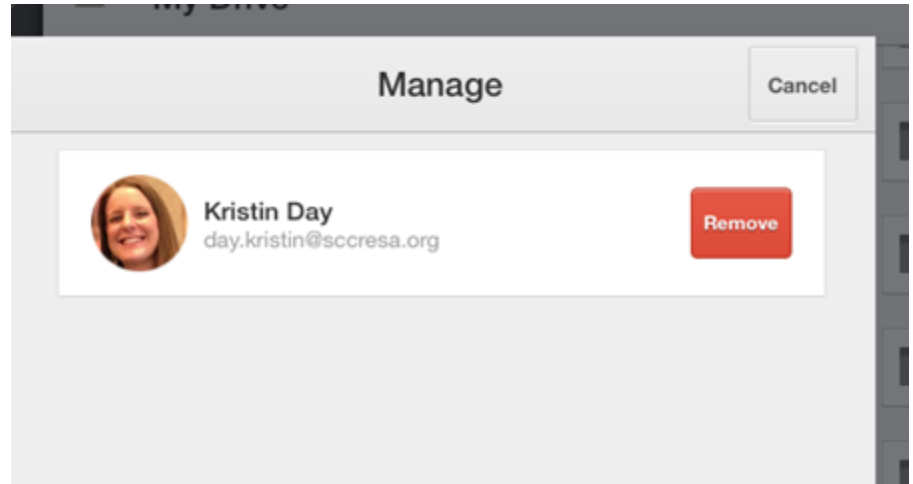 My Drive
Manage
Cancel
Kristin Day
day.kristin@sccresa.org
Remove